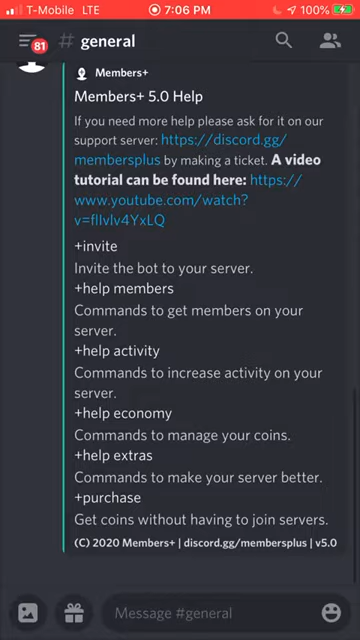 T-Mobile LTE 7:06 PM 100%
81 # general
Members+
Members+ 5.0 Help
If you need more help please ask for it on our
support server: https://discord.gg/
membersplus by making a ticket. A video
tutorial can be found here: https://
www.youtube.com/watch?
v=flIvlv4YxLQ
+invite
Invite the bot to your server.
+help members
Commands to get members on your
server.
+help activity
Commands to increase activity on your
server.
+help economy
Commands to manage your coins.
+help extras
Commands to make your server better.
+purchase
Get coins without having to join servers.
(C) 2020 Members+ | discord.gg/membersplus | v5.0
Message #general